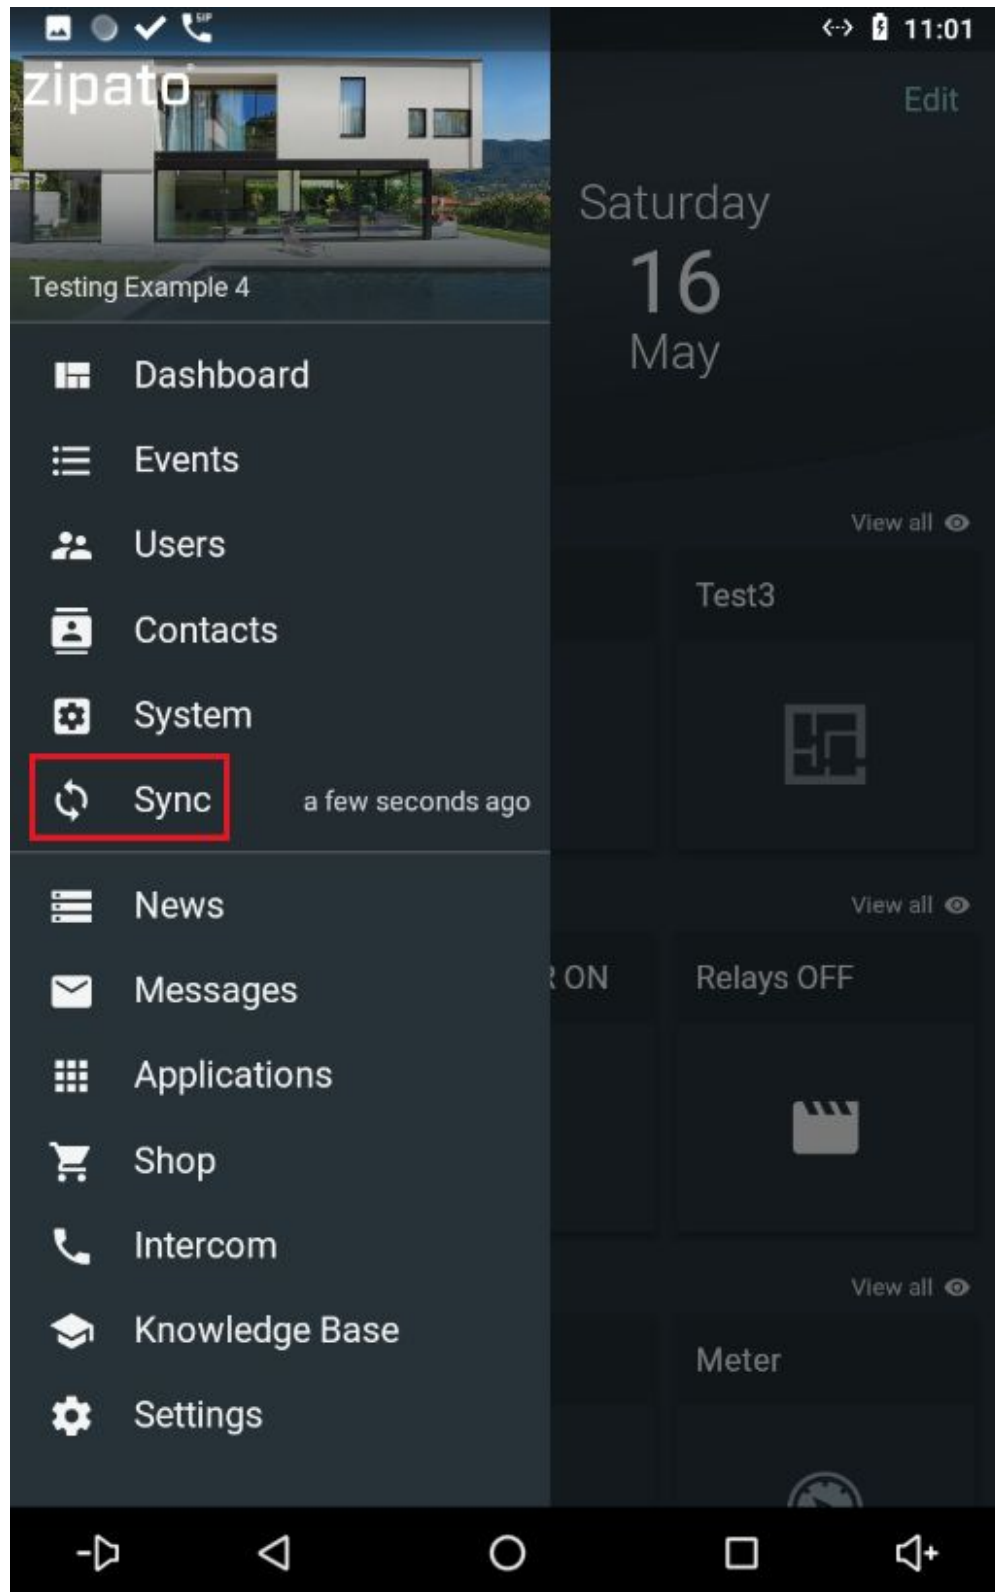 SIP
11:01
zipato
Edit
Saturday
16
May
Testing Example 4
Dashboard
Events
Users
Contacts
System
Sync
a few seconds ago
News
Messages
Applications
Shop
Intercom
Knowledge Base
Settings
View all
Test3
View all
ON
Relays OFF
View all
Meter